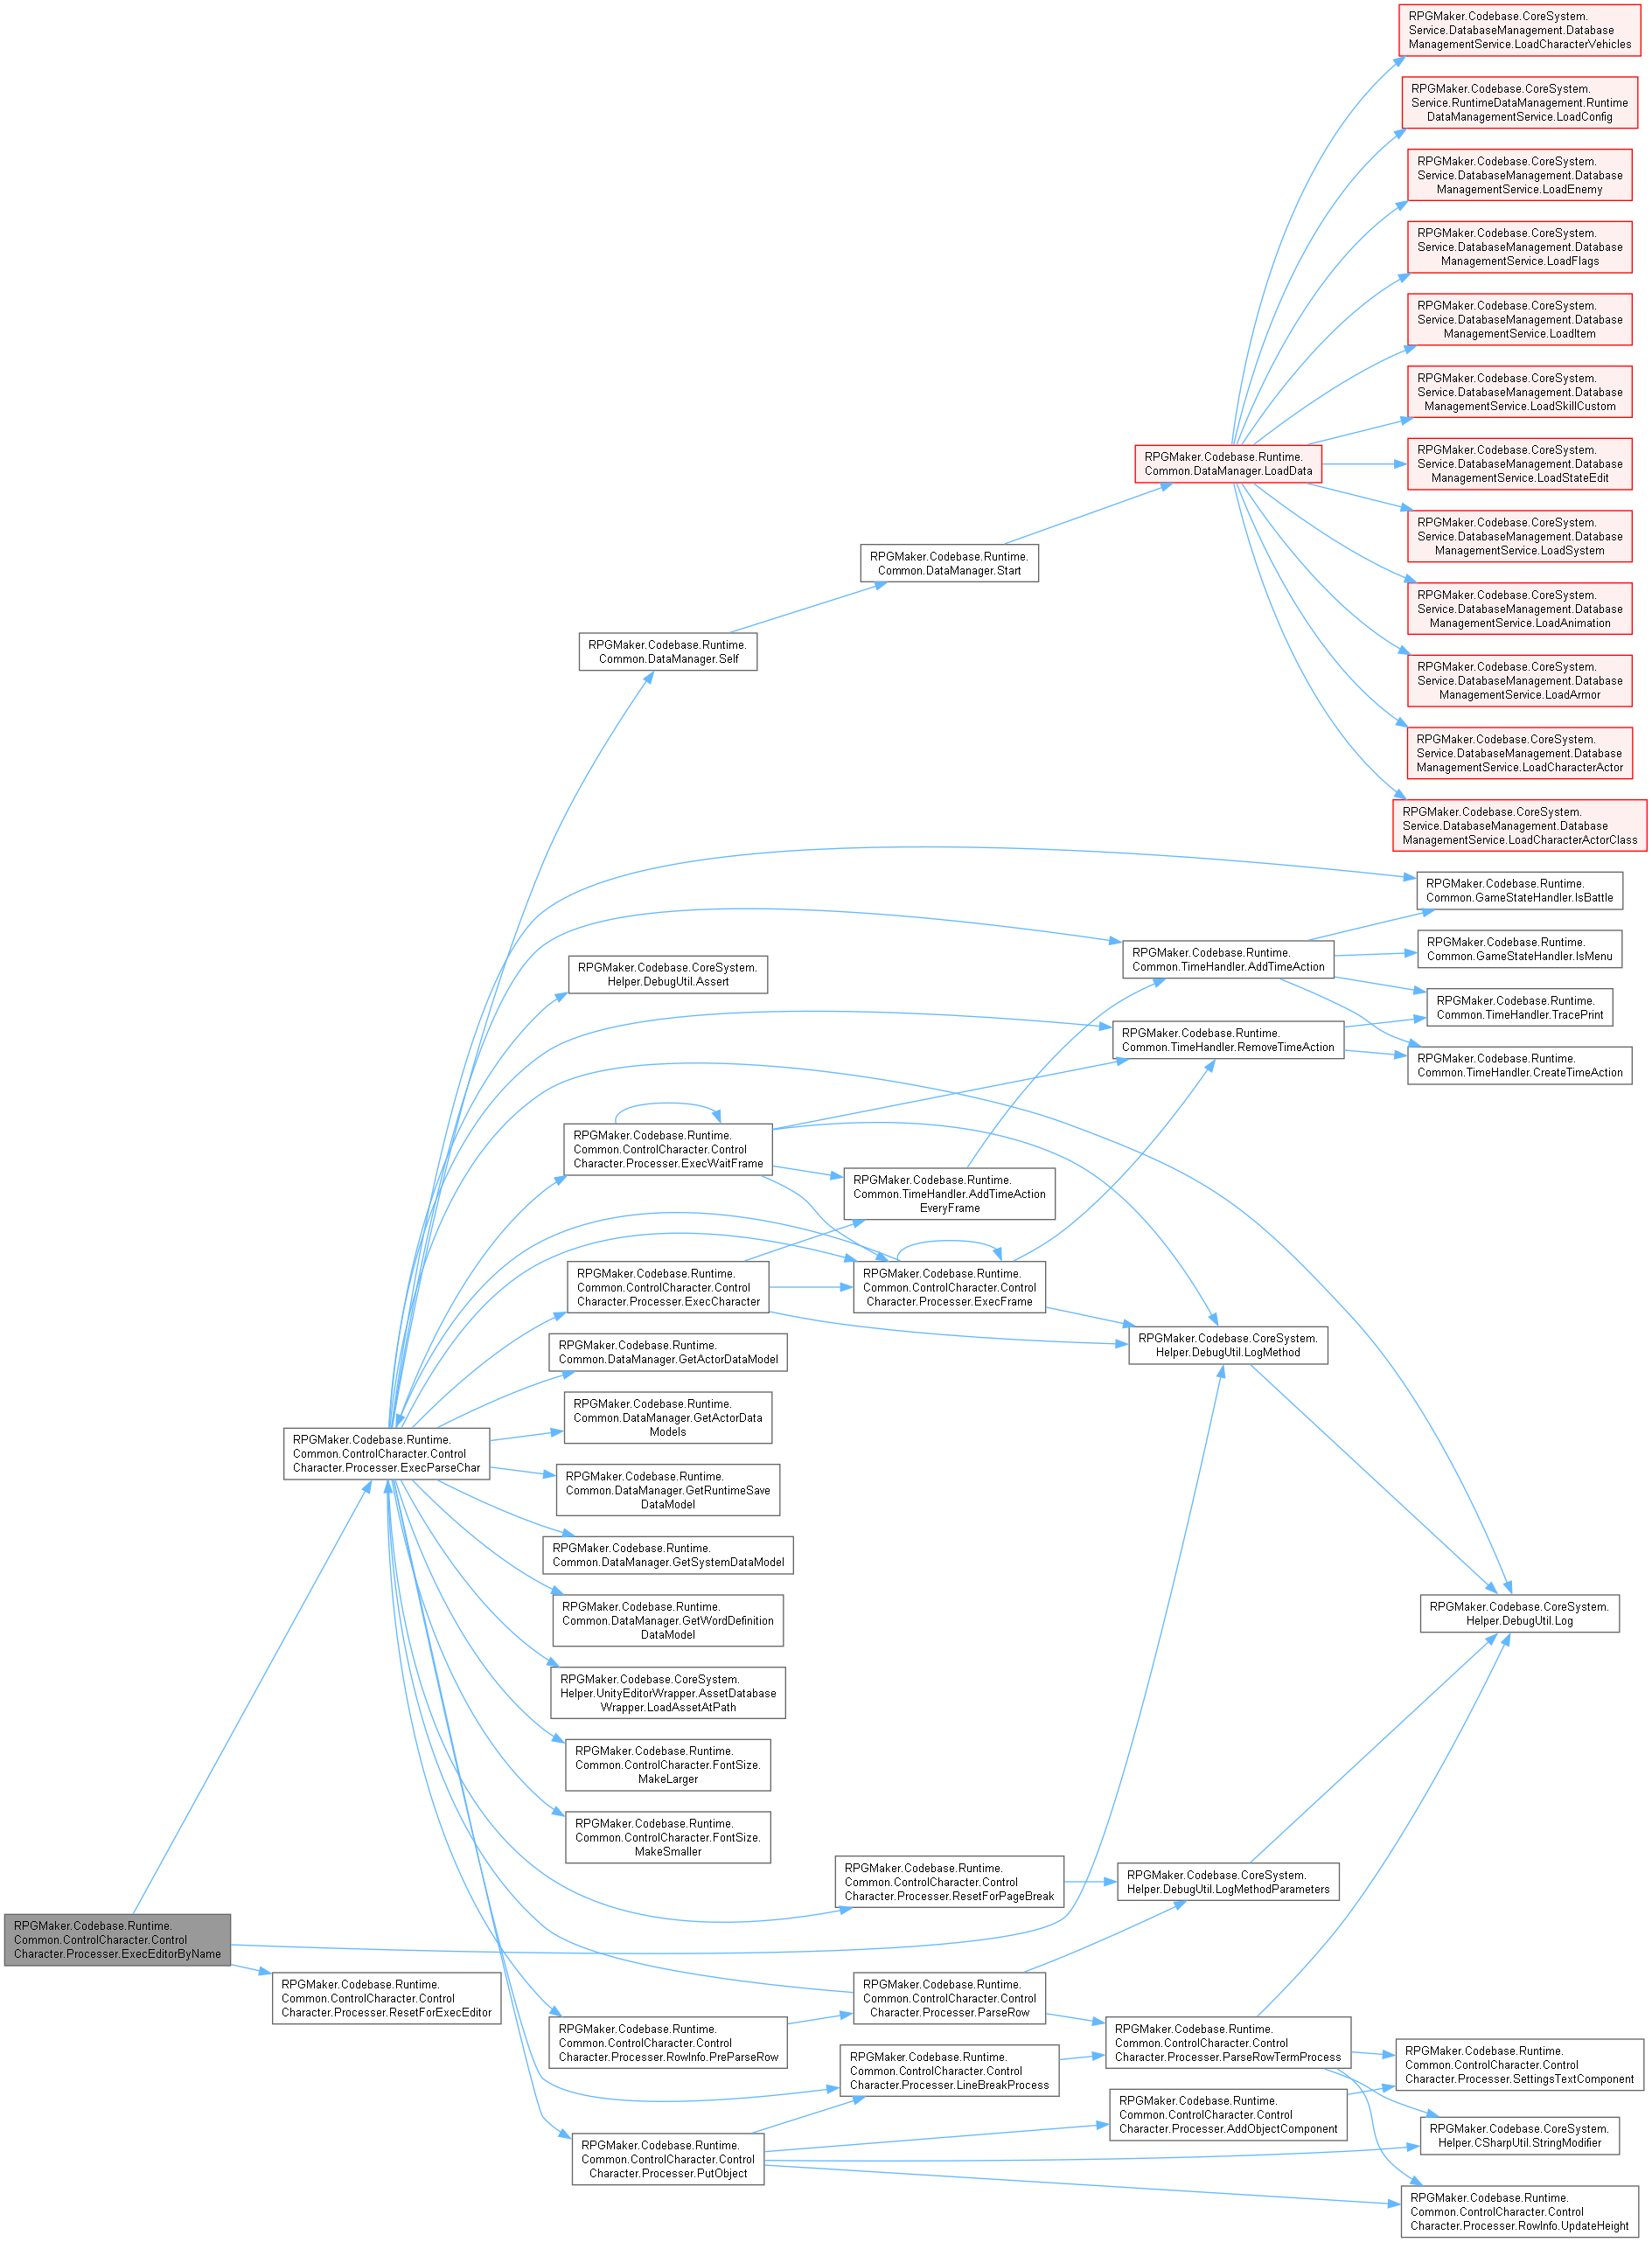 RPGMaker.Codebase.CoreSystem.
Service.DatabaseManagement.Database
ManagementService.LoadCharacterVehicles
RPGMaker.Codebase.CoreSystem.
Service.RuntimeDataManagement.Runtime
DataManagementService.LoadConfig
RPGMaker.Codebase.CoreSystem.
Service.DatabaseManagement.Database
ManagementService.LoadEnemy
RPGMaker.Codebase.CoreSystem.
Service.DatabaseManagement.Database
ManagementService.LoadFlags
RPGMaker.Codebase.CoreSystem.
Service.DatabaseManagement.Database
ManagementService.LoadItem
RPGMaker.Codebase.CoreSystem.
Service.DatabaseManagement.Database
ManagementService.LoadSkillCustom
RPGMaker.Codebase.Runtime.
Common.DataManager.LoadData
RPGMaker.Codebase.CoreSystem.
Service.DatabaseManagement.Database
ManagementService.LoadStateEdit
RPGMaker.Codebase.CoreSystem.
Service.DatabaseManagement.Database
ManagementService.LoadSystem
RPGMaker.Codebase.Runtime.
Common.DataManager.Start
RPGMaker.Codebase.CoreSystem.
Service.DatabaseManagement.Database
ManagementService.LoadAnimation
RPGMaker.Codebase.Runtime.
Common.DataManager.Self
RPGMaker.Codebase.CoreSystem.
Service.DatabaseManagement.Database
ManagementService.LoadArmor
RPGMaker.Codebase.CoreSystem.
Service.DatabaseManagement.Database
ManagementService.LoadCharacterActor
RPGMaker.Codebase.CoreSystem.
Service.DatabaseManagement.Database
ManagementService.LoadCharacterActorClass
RPGMaker.Codebase.Runtime.
Common.GameStateHandler.IsBattle
RPGMaker.Codebase.Runtime.
Common.GameStateHandler.IsMenu
RPGMaker.Codebase.Runtime.
Common.TimeHandler.AddTimeAction
RPGMaker.Codebase.CoreSystem.
Helper.DebugUtil.Assert
RPGMaker.Codebase.Runtime.
Common.TimeHandler.TracePrint
RPGMaker.Codebase.Runtime.
Common.TimeHandler.RemoveTimeAction
RPGMaker.Codebase.Runtime.
Common.TimeHandler.CreateTimeAction
RPGMaker.Codebase.Runtime.
Common.ControlCharacter.Control
Character.Processer.ExecWaitFrame
RPGMaker.Codebase.Runtime.
Common.TimeHandler.AddTimeAction
EveryFrame
RPGMaker.Codebase.Runtime.
Common.ControlCharacter.Control
Character.Processer.ExecCharacter
RPGMaker.Codebase.Runtime.
Common.ControlCharacter.Control
Character.Processer.ExecFrame
RPGMaker.Codebase.CoreSystem.
Helper.DebugUtil.LogMethod
RPGMaker.Codebase.Runtime.
Common.DataManager.GetActorDataModel
RPGMaker.Codebase.Runtime.
Common.DataManager.GetActorData
Models
RPGMaker.Codebase.Runtime.
Common.ControlCharacter.Control
Character.Processer.ExecParseChar
RPGMaker.Codebase.Runtime.
Common.DataManager.GetRuntimeSave
DataModel
RPGMaker.Codebase.Runtime.
Common.DataManager.GetSystemDataModel
RPGMaker.Codebase.Runtime.
Common.DataManager.GetWordDefinition
DataModel
RPGMaker.Codebase.CoreSystem.
Helper.DebugUtil.Log
RPGMaker.Codebase.CoreSystem.
Helper.UnityEditorWrapper.AssetDatabase
Wrapper.LoadAssetAtPath
RPGMaker.Codebase.Runtime.
Common.ControlCharacter.FontSize.
MakeLarger
RPGMaker.Codebase.Runtime.
Common.ControlCharacter.FontSize.
MakeSmaller
RPGMaker.Codebase.Runtime.
Common.ControlCharacter.Control
Character.Processer.ResetForPageBreak
RPGMaker.Codebase.CoreSystem.
Helper.DebugUtil.LogMethodParameters
RPGMaker.Codebase.Runtime.
Common.ControlCharacter.Control
Character.Processer.ExecEditorByName
RPGMaker.Codebase.Runtime.
Common.ControlCharacter.Control
Character.Processer.ResetForExecEditor
RPGMaker.Codebase.Runtime.
Common.ControlCharacter.Control
Character.Processer.ParseRow
RPGMaker.Codebase.Runtime.
Common.ControlCharacter.Control
Character.Processer.RowInfo.PreParseRow
RPGMaker.Codebase.Runtime.
Common.ControlCharacter.Control
Character.Processer.ParseRowTermProcess
RPGMaker.Codebase.Runtime.
Common.ControlCharacter.Control
Character.Processer.SettingsTextComponent
RPGMaker.Codebase.Runtime.
Common.ControlCharacter.Control
Character.Processer.LineBreakProcess
RPGMaker.Codebase.Runtime.
Common.ControlCharacter.Control
Character.Processer.AddObjectComponent
RPGMaker.Codebase.CoreSystem.
Helper.CSharpUtil.StringModifier
RPGMaker.Codebase.Runtime.
Common.ControlCharacter.Control
Character.Processer.PutObject
RPGMaker.Codebase.Runtime.
Common.ControlCharacter.Control
Character.Processer.RowInfo.UpdateHeight